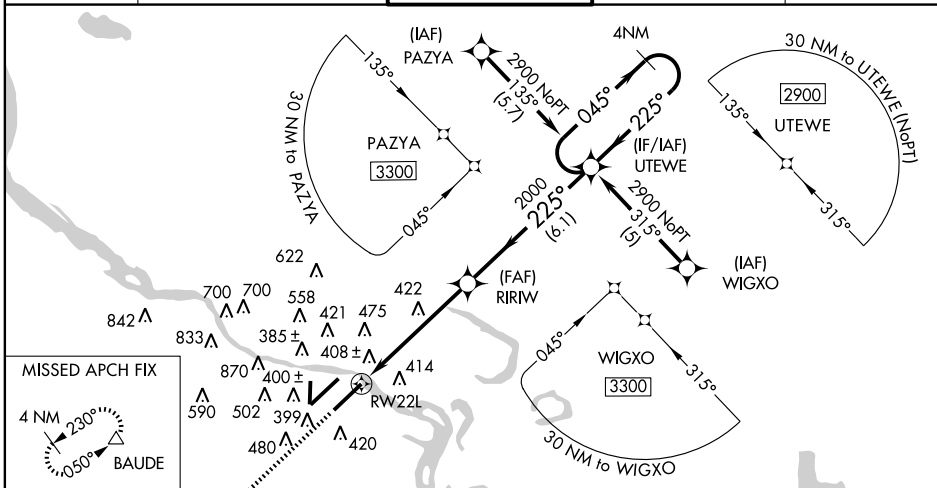 (IAF)
PAZYA
4NM
30 NM to UTEWE (NoPT)
2900
UTEWE
135°
315°
135°
30 NM to PAZYA
PAZYA
3300
045°
2900 NoPT
135°
(5.7)
045°
225°
(IF/IAF)
UTEWE
2000
225°
(6.1)
2900 NoPT
315°
(5)
(IAF)
WIGXO
(FAF)
RIRIW
622
700
700
842
558
421
475
422
833
385 ±
408 ±
870
400 ±
414
590
502
399
RW22L
480
420
045°
WIGXO
3300
315°
30 NM to WIGXO
MISSED APCH FIX
4 NM
230°
050°
BAUDE